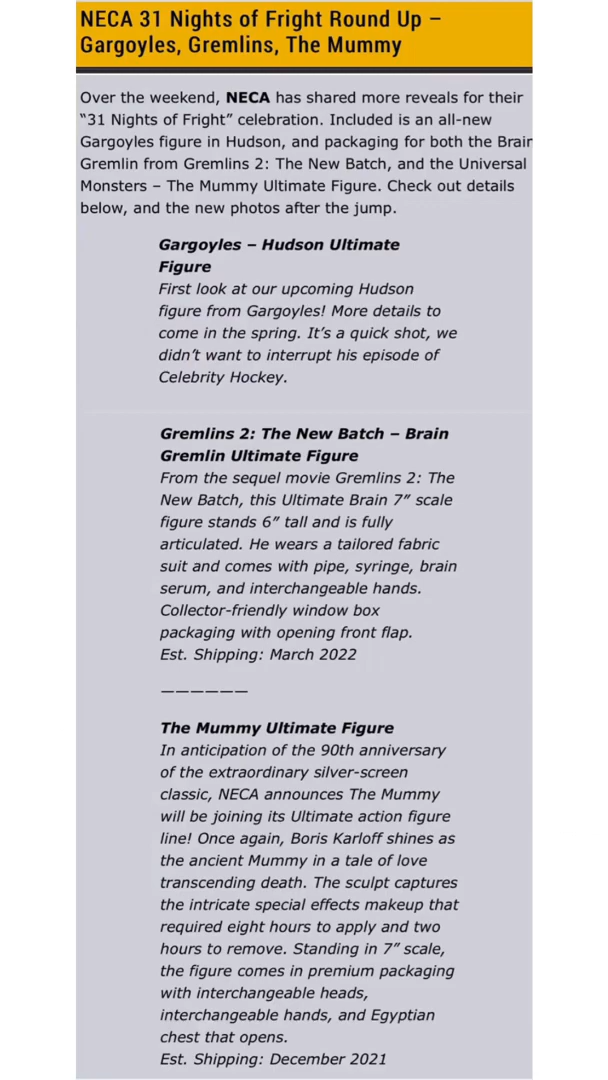 NECA 31 Nights of Fright Round Up –
Gargoyles, Gremlins, The Mummy
Over the weekend, NECA has shared more reveals for their
“31 Nights of Fright” celebration. Included is an all-new
Gargoyles figure in Hudson, and packaging for both the Brain
Gremlin from Gremlins 2: The New Batch, and the Universal
Monsters – The Mummy Ultimate Figure. Check out details
below, and the new photos after the jump.
Gargoyles – Hudson Ultimate
Figure
First look at our upcoming Hudson
figure from Gargoyles! More details to
come in the spring. It’s a quick shot, we
didn’t want to interrupt his episode of
Celebrity Hockey.
Gremlins 2: The New Batch – Brain
Gremlin Ultimate Figure
From the sequel movie Gremlins 2: The
New Batch, this Ultimate Brain 7″ scale
figure stands 6″ tall and is fully
articulated. He wears a tailored fabric
suit and comes with pipe, syringe, brain
serum, and interchangeable hands.
Collector-friendly window box
packaging with opening front flap.
Est. Shipping: March 2022
——————
The Mummy Ultimate Figure
In anticipation of the 90th anniversary
of the extraordinary silver-screen
classic, NECA announces The Mummy
will be joining its Ultimate action figure
line! Once again, Boris Karloff shines as
the ancient Mummy in a tale of love
transcending death. The sculpt captures
the intricate special effects makeup that
required eight hours to apply and two
hours to remove. Standing in 7″ scale,
the figure comes in premium packaging
with interchangeable heads,
interchangeable hands, and Egyptian
chest that opens.
Est. Shipping: December 2021